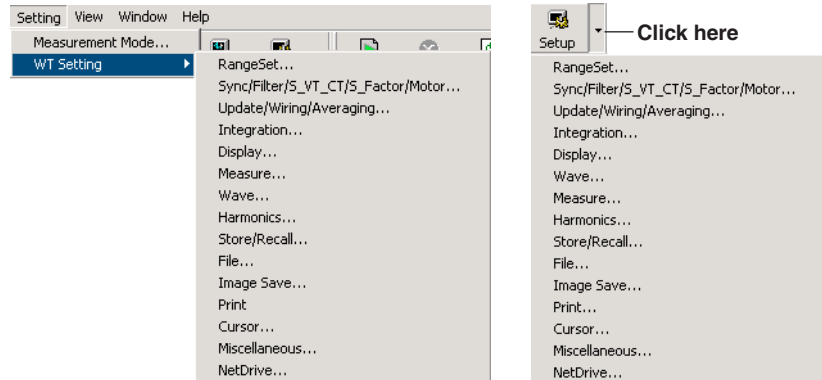 Setting View Window Help
Measurement Mode...
WT Setting
RangeSet...
Sync/Filter/S_VT_CT/S_Factor/Motor...
Update/Wiring/Averaging...
Integration...
Display...
Measure...
Wave...
Harmonics...
Store/Recall...
File...
Image Save...
Print
Cursor...
Miscellaneous...
NetDrive...
Setup
Click here
RangeSet...
Sync/Filter/S_VT_CT/S_Factor/Motor...
Update/Wiring/Averaging...
Integration...
Display...
Wave...
Measure...
Harmonics...
Store/Recall...
File...
Image Save...
Print...
Cursor...
Miscellaneous...
NetDrive...